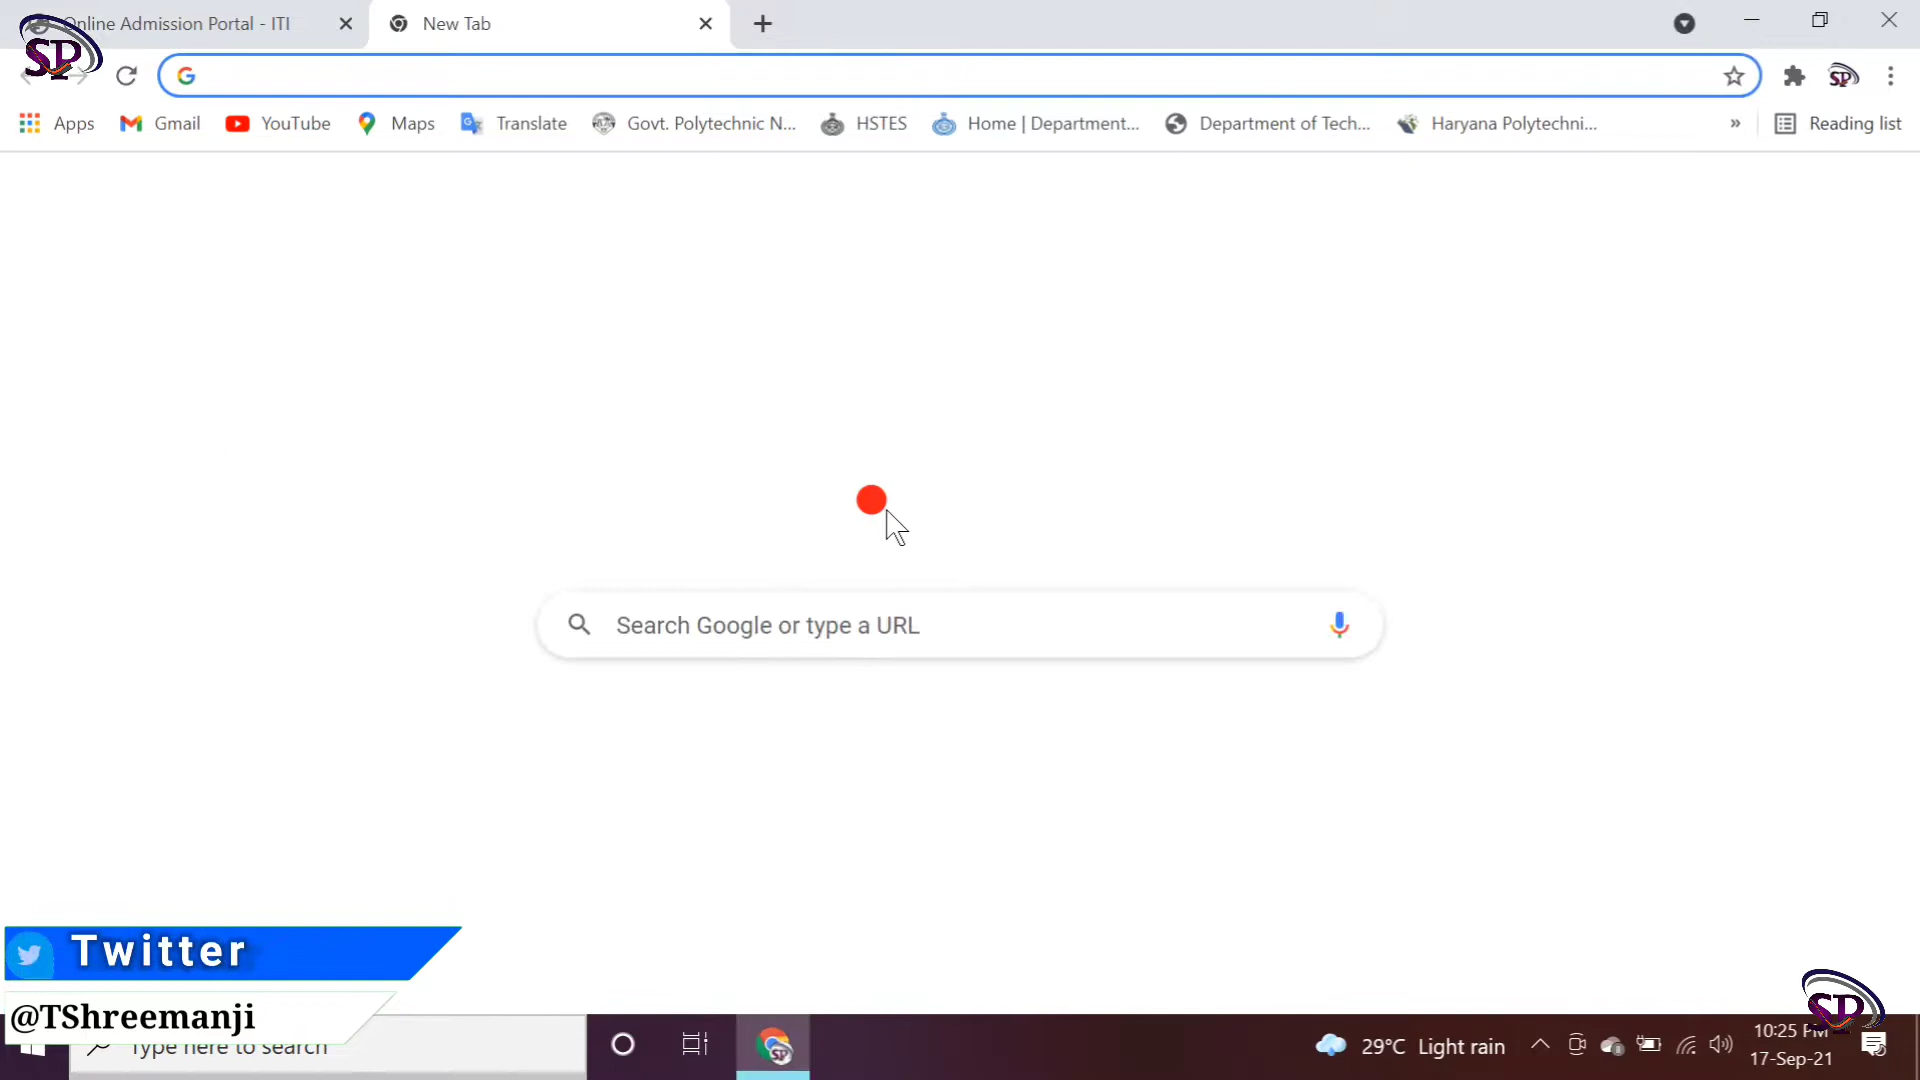 Online Admission Portal - ITI
New Tab
Apps
Gmail
YouTube
Maps
Translate
Govt. Polytechnic N...
HSTES
Home | Department...
Department of Tech...
Haryana Polytechni...
»
Reading list
SP
Search Google or type a URL
Twitter
@TShreemanji
Type here to search
29°C Light rain
10:25 PM
17-Sep-21
SP